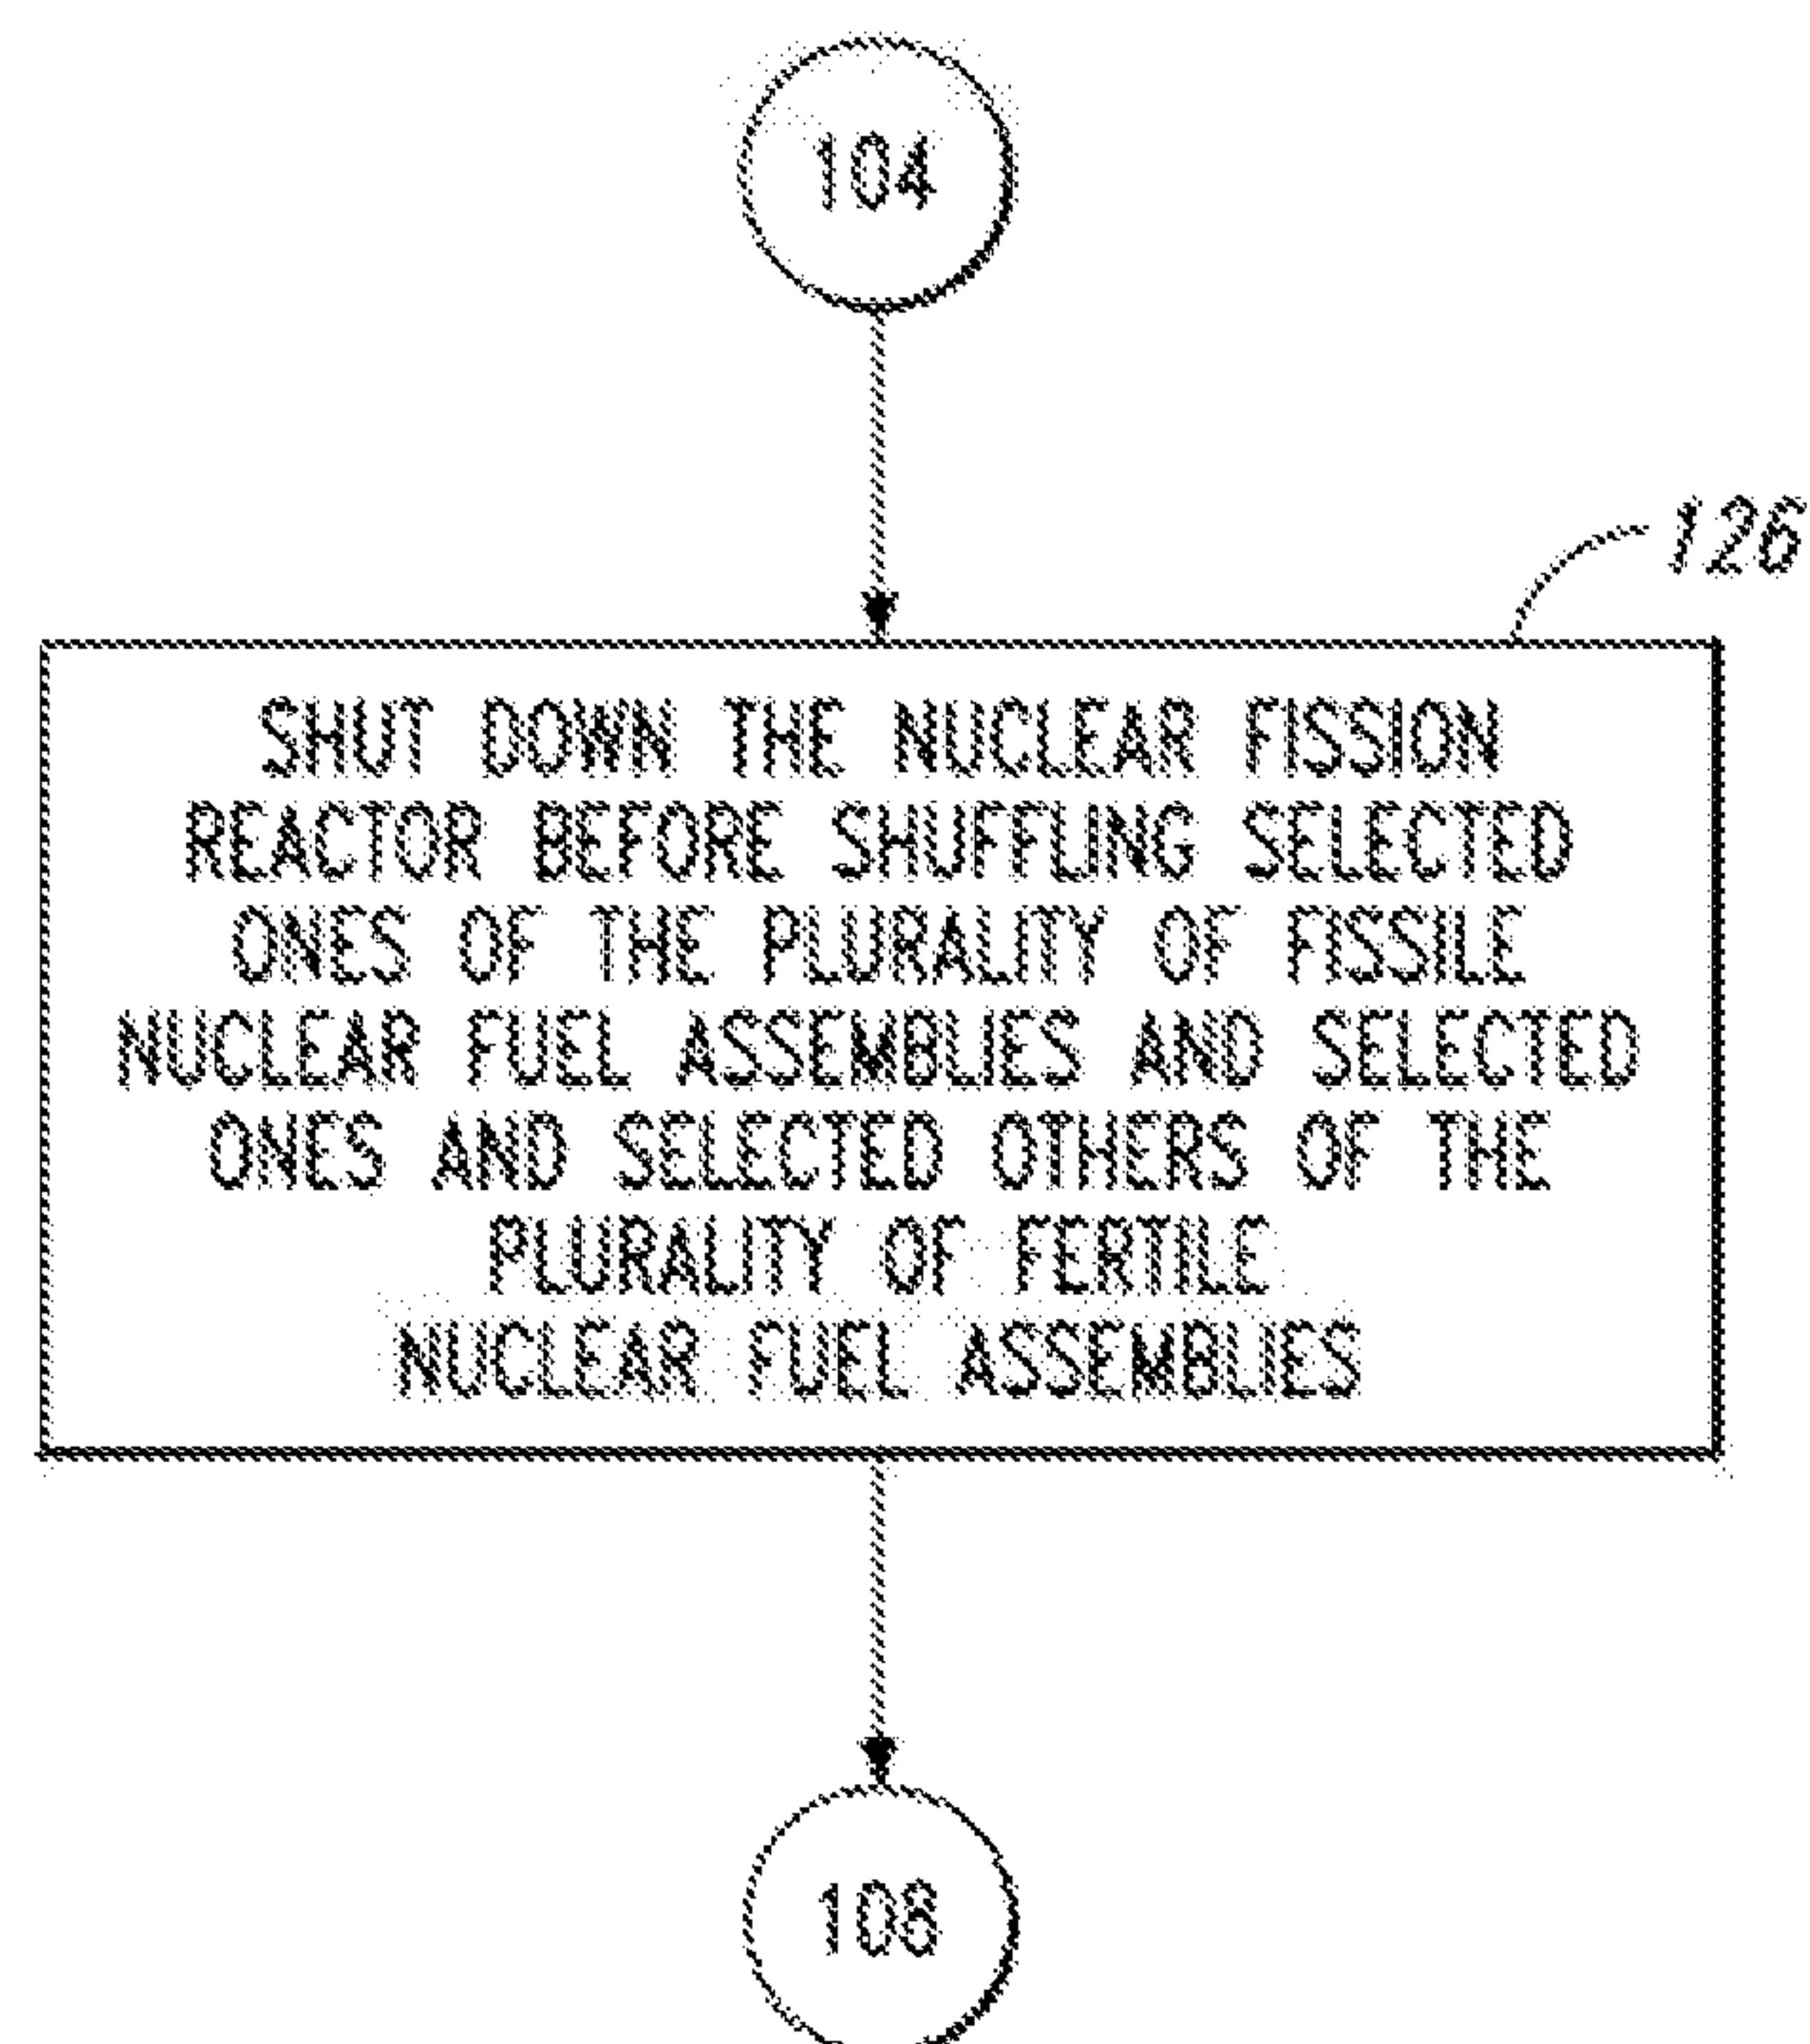 104
126
SHUT DOWN THE NUCLEAR FISSION
REACTOR BEFORE SHUFFLING SELECTED
ONES OF THE PLURALITY OF FISSILE
NUCLEAR FUEL ASSEMBLIES AND SELECTED
ONES AND SELECTED OTHERS OF THE
PLURALITY OF FERTILE
NUCLEAR FUEL ASSEMBLIES
108